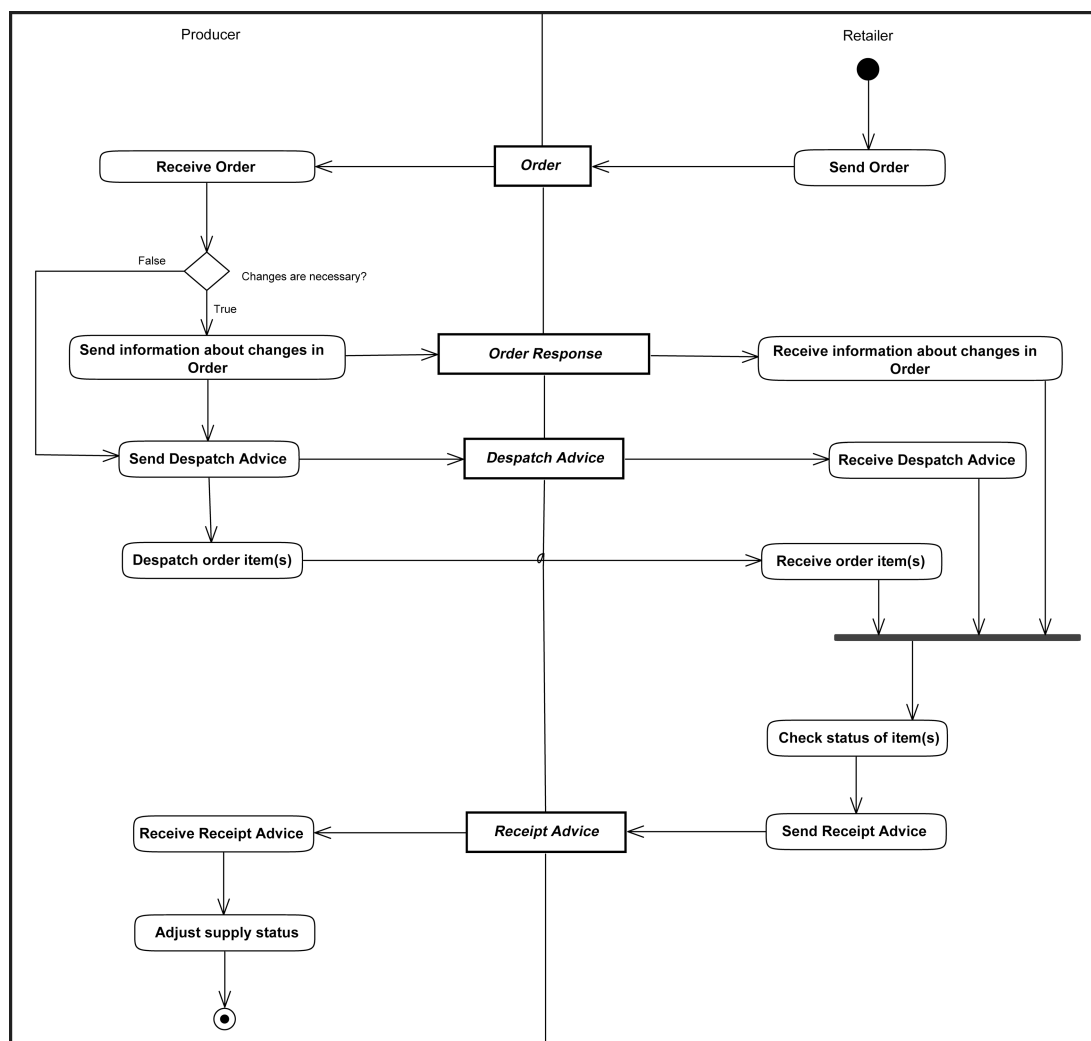 Producer
Retailer
Receive Order
Order
Send Order
False
Changes are necessary?
True
Send information about changes in
Order
Order Response
Receive information about changes in
Order
Send Despatch Advice
Despatch Advice
Receive Despatch Advice
Despatch order item(s)
Receive order item(s)
Check status of item(s)
Receive Receipt Advice
Receipt Advice
Send Receipt Advice
Adjust supply status